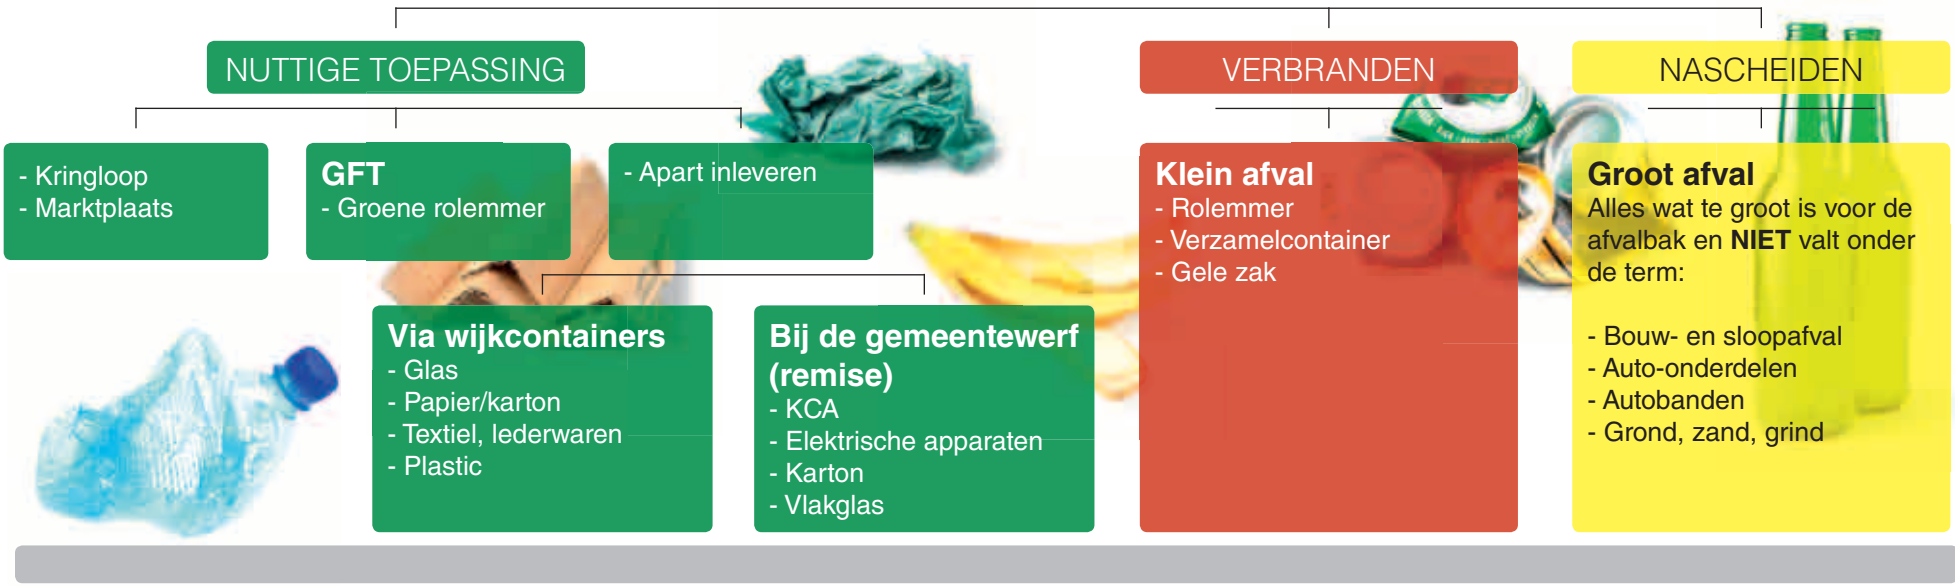 NUTTIGE TOEPASSING
VERBRANDEN
NASCHEIDEN
- Kringloop
- Marktplaats
GFT
- Groene rolemmer
- Apart inleveren
Via wijkcontainers
- Glas
- Papier/karton
- Textiel, lederwaren
- Plastic
Bij de gemeentewerf
(remise)
- KCA
- Elektrische apparaten
- Karton
- Vlakglas
Klein afval
- Rolemmer
- Verzamelcontainer
- Gele zak
Groot afval
Alles wat te groot is voor de
afvalbak en NIET valt onder
de term:
- Bouw- en sloopafval
- Auto-onderdelen
- Autobanden
- Grond, zand, grind